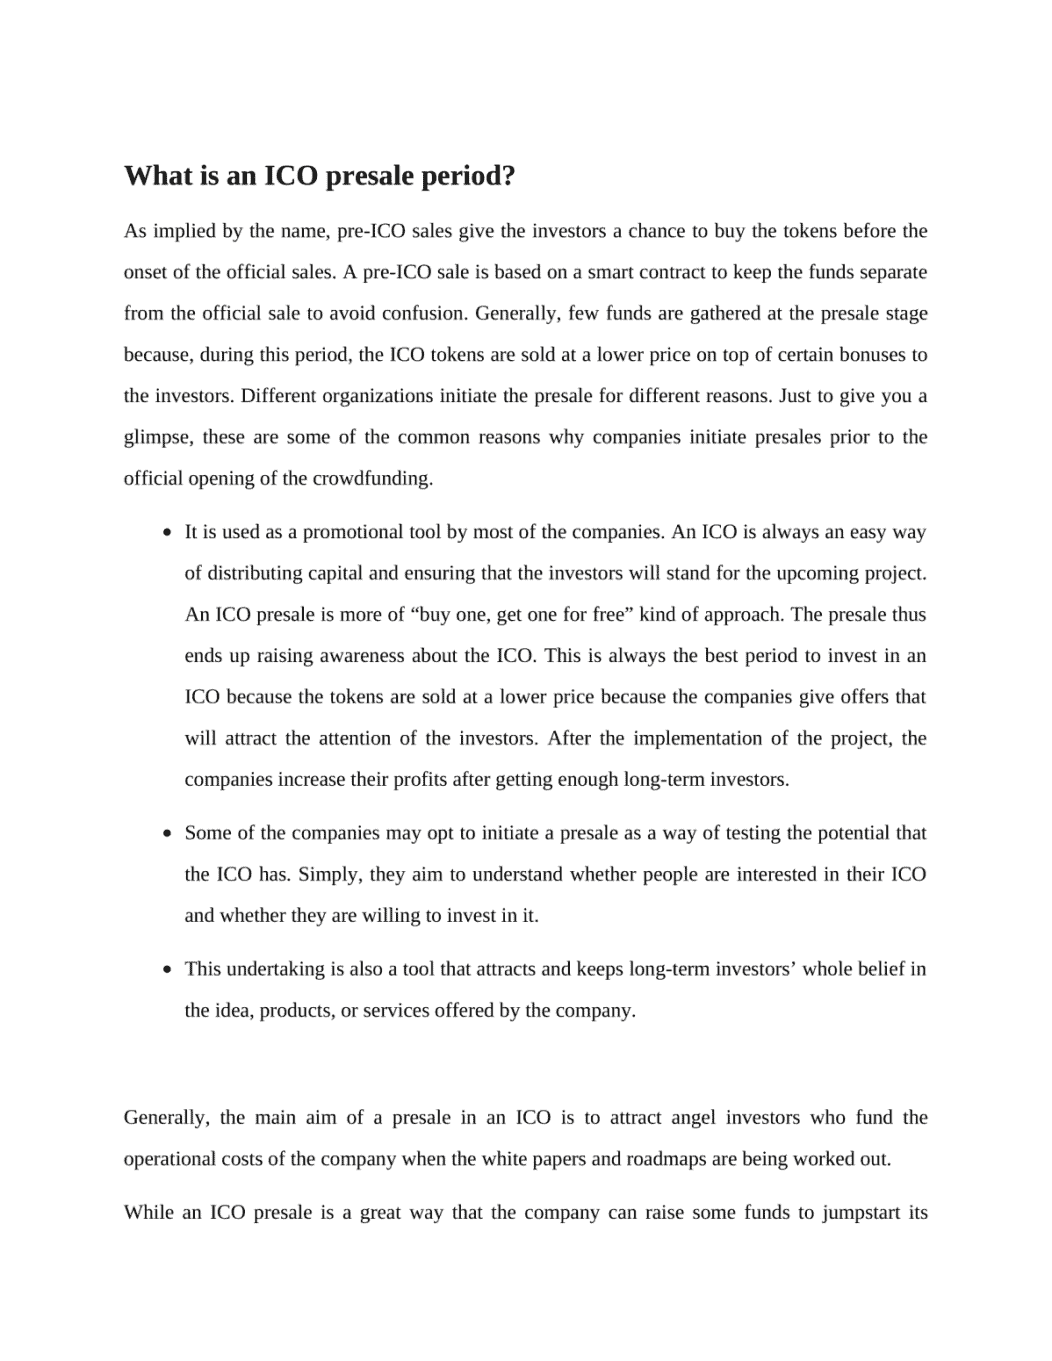 What is an ICO presale period?
As implied by the name, pre-ICO sales give the investors a chance to buy the tokens before the
onset of the official sales. A pre-ICO sale is based on a smart contract to keep the funds separate
from the official sale to avoid confusion. Generally, few funds are gathered at the presale stage
because, during this period, the ICO tokens are sold at a lower price on top of certain bonuses to
the investors. Different organizations initiate the presale for different reasons. Just to give you a
glimpse, these are some of the common reasons why companies initiate presales prior to the
official opening of the crowdfunding.
• It is used as a promotional tool by most of the companies. An ICO is always an easy way
of distributing capital and ensuring that the investors will stand for the upcoming project.
An ICO presale is more of “buy one, get one for free” kind of approach. The presale thus
ends up raising awareness about the ICO. This is always the best period to invest in an
ICO because the tokens are sold at a lower price because the companies give offers that
will attract the attention of the investors. After the implementation of the project, the
companies increase their profits after getting enough long-term investors.
• Some of the companies may opt to initiate a presale as a way of testing the potential that
the ICO has. Simply, they aim to understand whether people are interested in their ICO
and whether they are willing to invest in it.
• This undertaking is also a tool that attracts and keeps long-term investors’ whole belief in
the idea, products, or services offered by the company.
Generally, the main aim of a presale in an ICO is to attract angel investors who fund the
operational costs of the company when the white papers and roadmaps are being worked out.
While an ICO presale is a great way that the company can raise some funds to jumpstart its